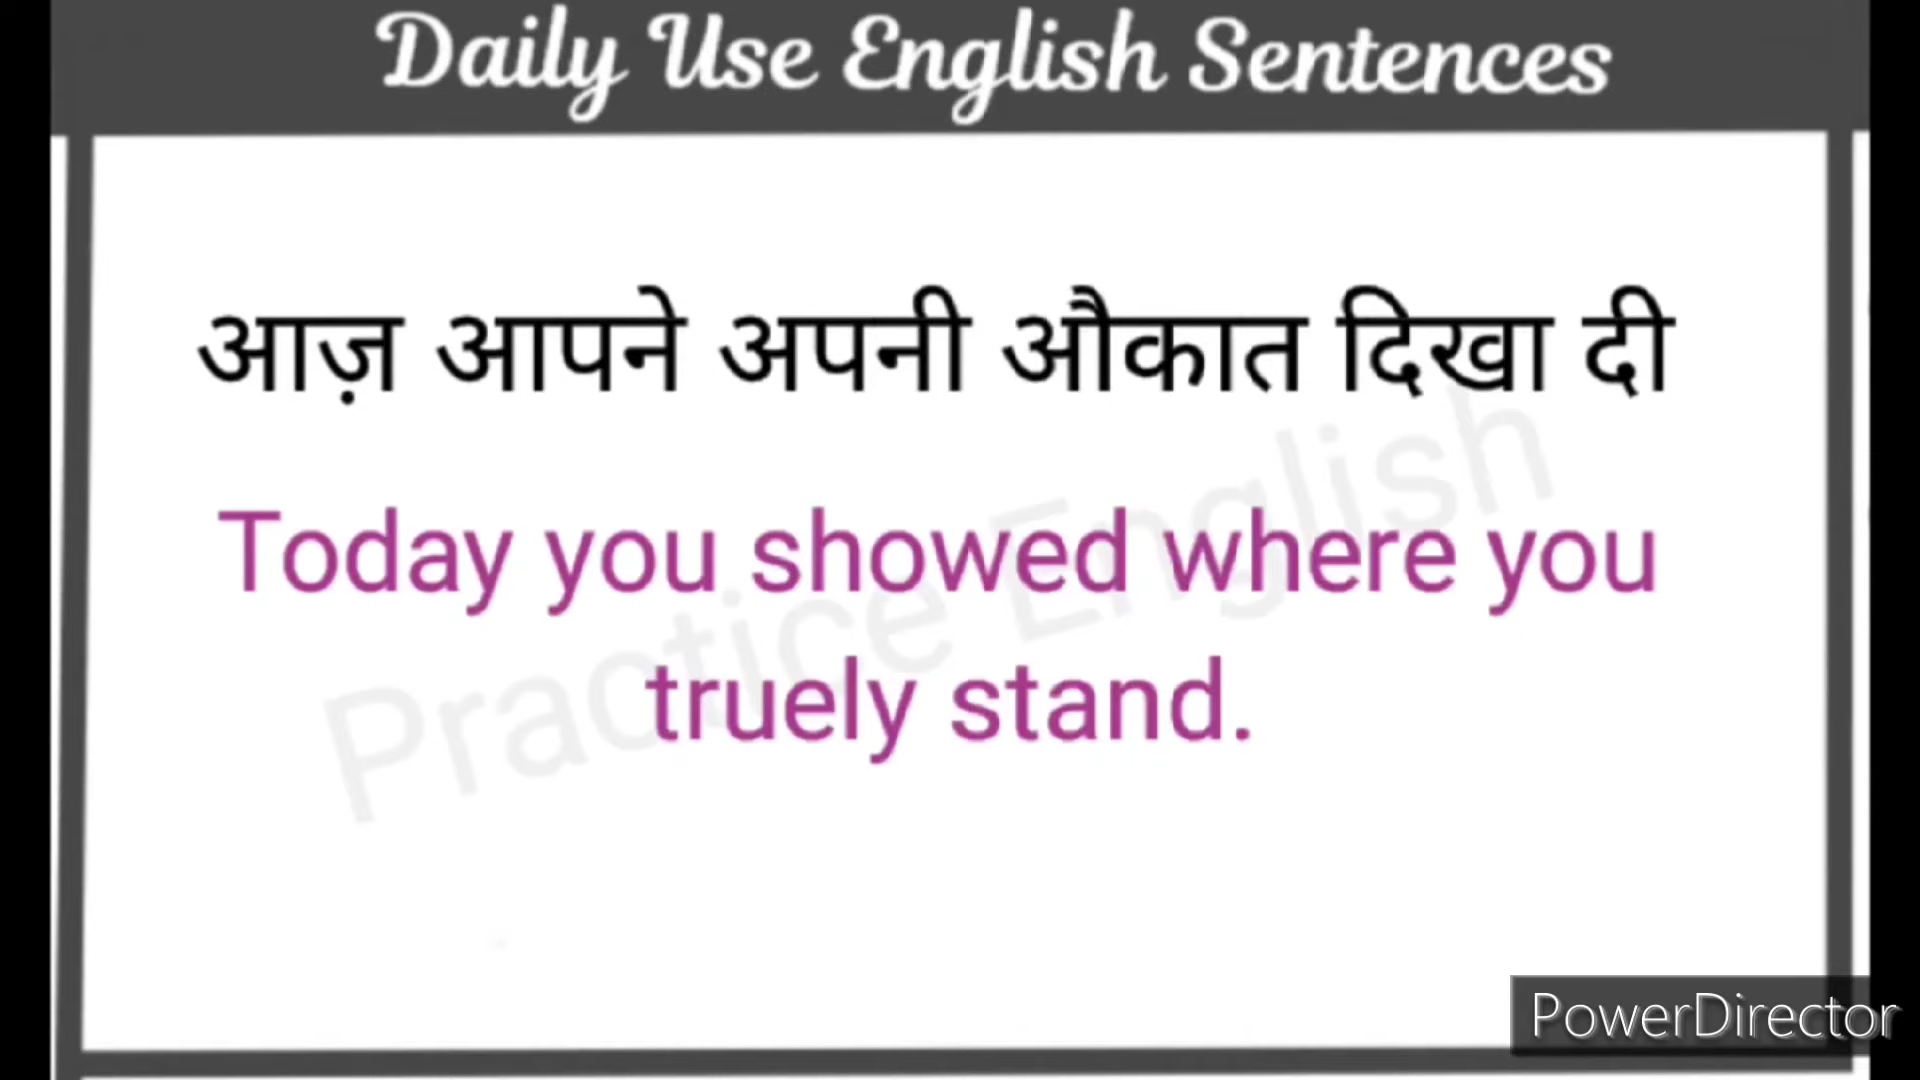 Daily Use English Sentences
आज़ आपने अपनी औकात दिखा दी
Today you showed where you
truely stand.
Practice English
PowerDirector